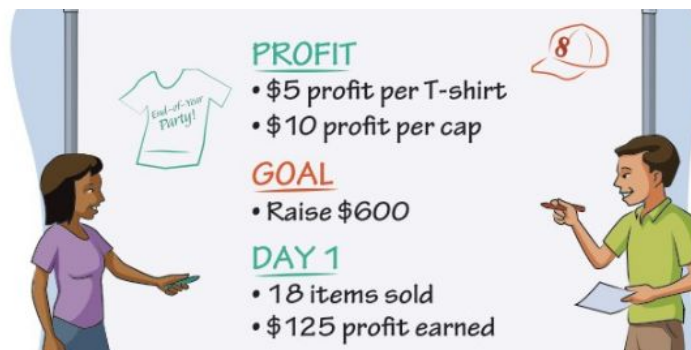 PROFIT
• $5 profit per T-shirt
• $10 profit per cap
End-of-Year
Party!
8
GOAL
• Raise $600
DAY 1
• 18 items sold
• $125 profit earned